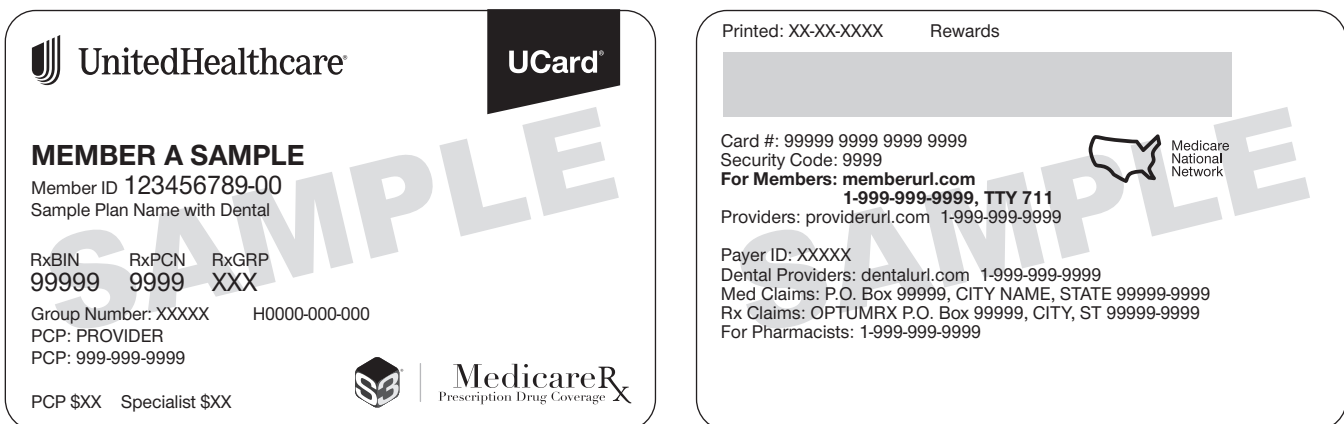 UnitedHealthcare®
UCard®
MEMBER A SAMPLE
Member ID 123456789-00
Sample Plan Name with Dental
RxBIN RxPCN RxGRP
99999 9999 XXX
Group Number: XXXXX H0000-000-000
PCP: PROVIDER
PCP: 999-999-9999
PCP $XX Specialist $XX
S3
MedicareRx
Prescription Drug Coverage
SAMPLE
Printed: XX-XX-XXXX Rewards
Card #: 99999 9999 9999 9999
Security Code: 9999
For Members: memberurl.com
1-999-999-9999, TTY 711
Providers: providerurl.com 1-999-999-9999
Medicare
National
Network
Payer ID: XXXXX
Dental Providers: dentalurl.com 1-999-999-9999
Med Claims: P.O. Box 99999, CITY NAME, STATE 99999-9999
Rx Claims: OPTUMRX P.O. Box 99999, CITY, ST 99999-9999
For Pharmacists: 1-999-999-9999
SAMPLE